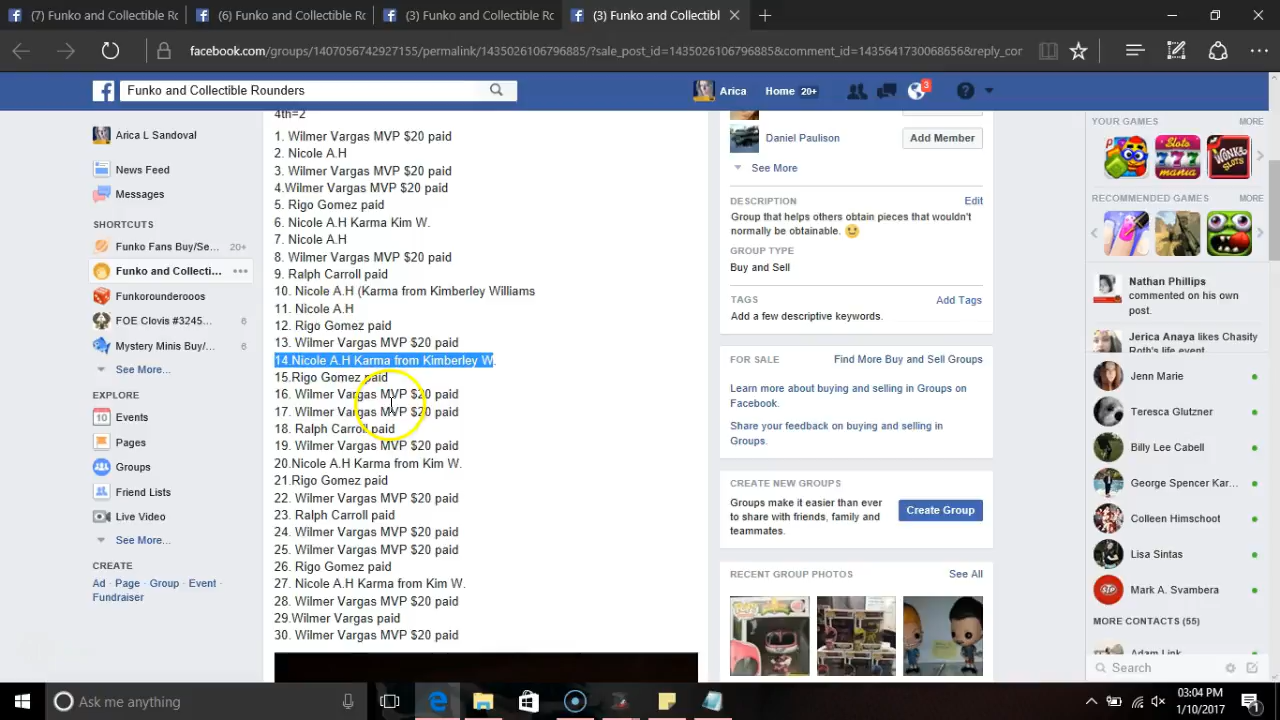 (7) Funko and Collectible Ro
(6) Funko and Collectible Ro
(3) Funko and Collectible Ro
(3) Funko and Collectibl
facebook.com/groups/1407056742927155/permalink/1435026106796885/?sale_post_id=1435026106796885&comment_id=1435641730068656&reply_cor
Funko and Collectible Rounders
Arica
Home 20+
3
Arica L Sandoval
News Feed
Messages
SHORTCUTS
Funko Fans Buy/Se... 20+
Funko and Collecti...
Funkorounderooos
FOE Clovis #3245... 6
Mystery Minis Buy/... 6
See More...
EXPLORE
Events
Pages
Groups
Friend Lists
Live Video
See More...
CREATE
Ad · Page · Group · Event ·
Fundraiser
4th=2
1. Wilmer Vargas MVP $20 paid
2. Nicole A.H
3. Wilmer Vargas MVP $20 paid
4.Wilmer Vargas MVP $20 paid
5. Rigo Gomez paid
6. Nicole A.H Karma Kim W.
7. Nicole A.H
8. Wilmer Vargas MVP $20 paid
9. Ralph Carroll paid
10. Nicole A.H (Karma from Kimberley Williams
11. Nicole A.H
12. Rigo Gomez paid
13. Wilmer Vargas MVP $20 paid
14.Nicole A.H Karma from Kimberley W.
15.Rigo Gomez paid
16. Wilmer Vargas MVP $20 paid
17. Wilmer Vargas MVP $20 paid
18. Ralph Carroll paid
19. Wilmer Vargas MVP $20 paid
20.Nicole A.H Karma from Kim W.
21.Rigo Gomez paid
22. Wilmer Vargas MVP $20 paid
23. Ralph Carroll paid
24. Wilmer Vargas MVP $20 paid
25. Wilmer Vargas MVP $20 paid
26. Rigo Gomez paid
27. Nicole A.H Karma from Kim W.
28. Wilmer Vargas MVP $20 paid
29.Wilmer Vargas paid
30. Wilmer Vargas MVP $20 paid
Daniel Paulison
Add Member
See More
DESCRIPTION
Edit
Group that helps others obtain pieces that wouldn't
normally be obtainable.
GROUP TYPE
Buy and Sell
TAGS
Add Tags
Add a few descriptive keywords.
FOR SALE
Find More Buy and Sell Groups
Learn more about buying and selling in Groups on
Facebook.
Share your feedback on buying and selling in
Groups.
CREATE NEW GROUPS
Groups make it easier than ever
to share with friends, family and
teammates.
Create Group
RECENT GROUP PHOTOS
See All
YOUR GAMES
MORE
Slots
mania
WONKA
SLOTS
RECOMMENDED GAMES
MORE
Nathan Phillips
commented on his own
post.
Jerica Anaya likes Chasity
Roth's life event
Jenn Marie
Teresca Glutzner
Billy Lee Cabell
George Spencer Kar...
Colleen Himschoot
Lisa Sintas
STP
Mark A. Svambera
MORE CONTACTS (55)
Adam Link
Search
Ask me anything
03:04 PM
1/10/2017
1